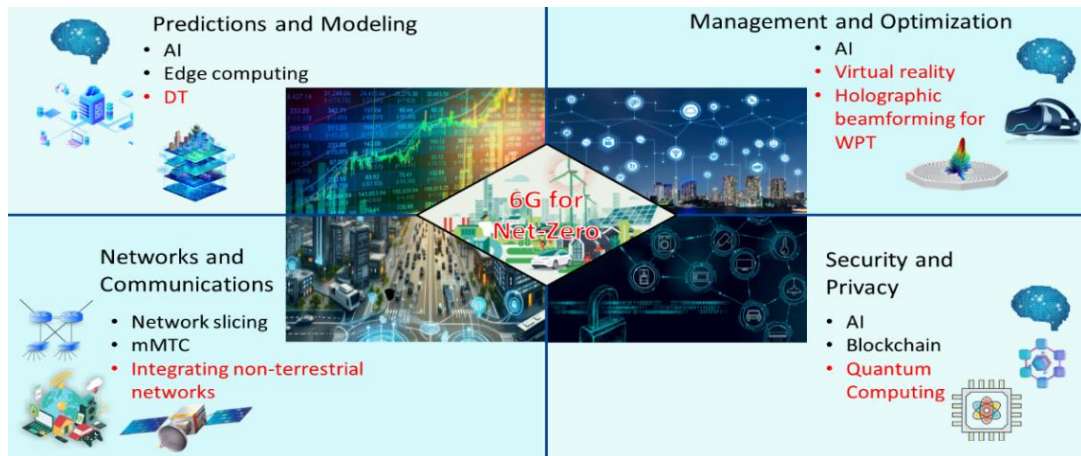 Predictions and Modeling
• AI
• Edge computing
• DT
Management and Optimization
• AI
• Virtual reality
• Holographic
beamforming for
WPT
6G for
Net-Zero
Networks and
Communications
• Network slicing
• mMTC
• Integrating non-terrestrial
networks
Security and
Privacy
• AI
• Blockchain
• Quantum
Computing